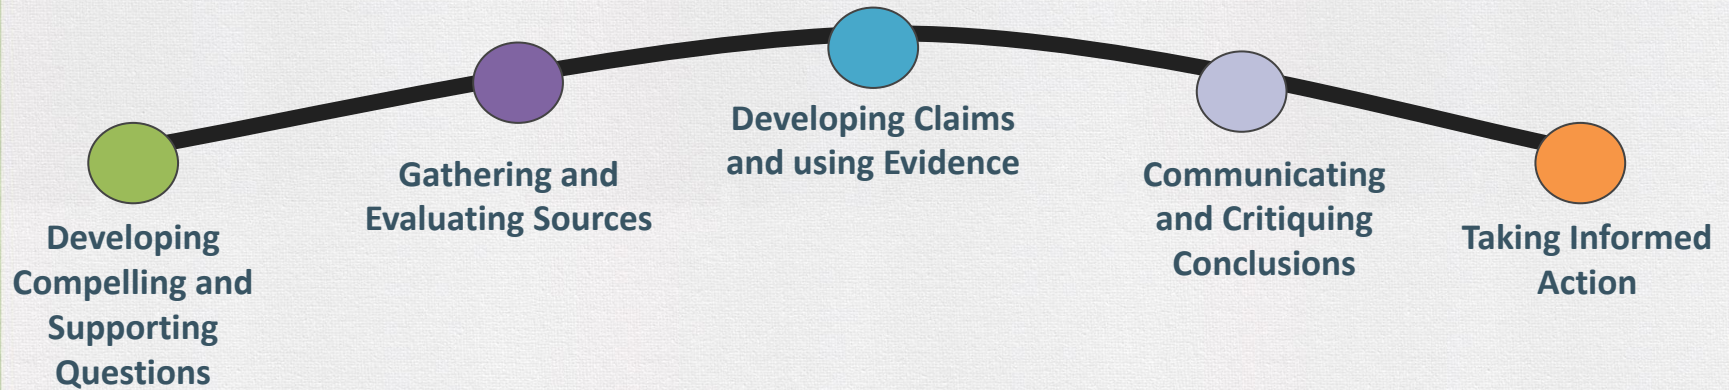 Developing
Compelling and
Supporting
Questions
Gathering and
Evaluating Sources
Developing Claims
and using Evidence
Communicating
and Critiquing
Conclusions
Taking Informed
Action